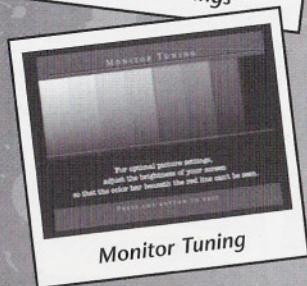 MONITOR TUNING
For optimal picture settings,
adjust the brightness of your screen
so that the color bar beneath the red line can't be seen.
PRESS ANY BUTTON TO EXIT
Monitor Tuning